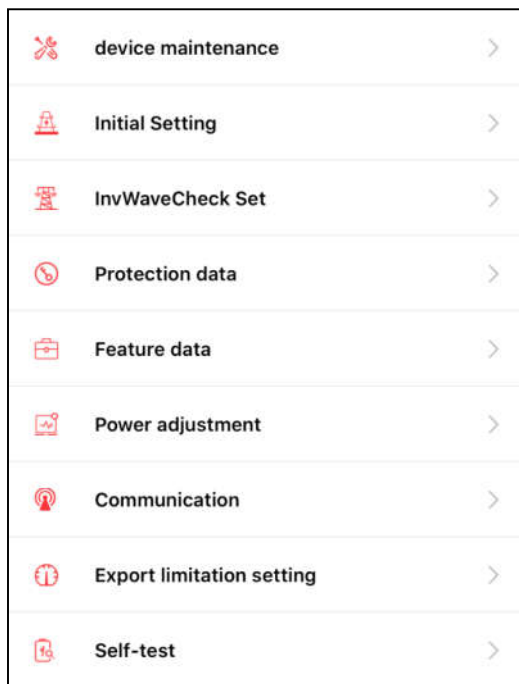 device maintenance
Initial Setting
InvWaveCheck Set
Protection data
Feature data
Power adjustment
Communication
Export limitation setting
Self-test